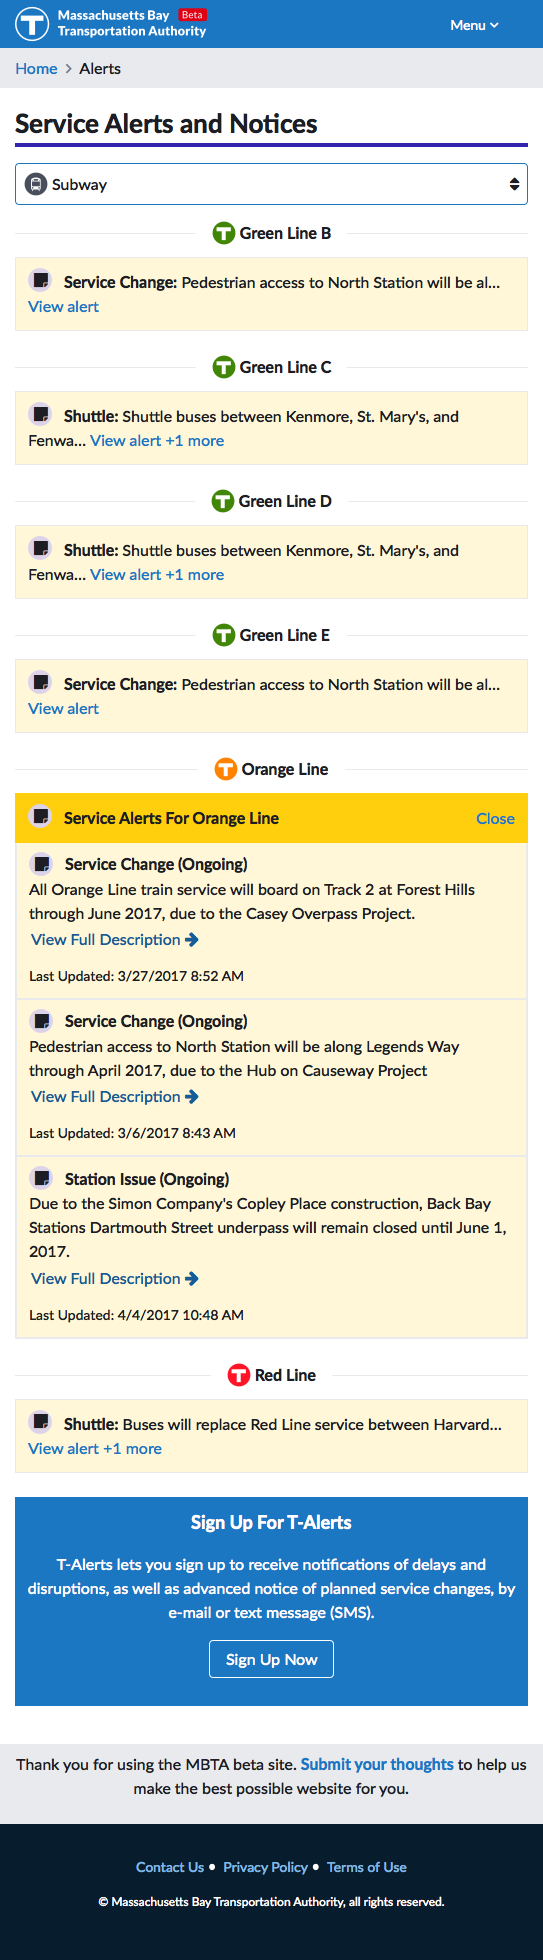 Massachusetts Bay Beta
Transportation Authority
Menu
Home > Alerts
Service Alerts and Notices
Subway
T Green Line B
Service Change: Pedestrian access to North Station will be al...
View alert
T Green Line C
Shuttle: Shuttle buses between Kenmore, St. Mary's, and
Fenwa... View alert +1 more
T Green Line D
Shuttle: Shuttle buses between Kenmore, St. Mary's, and
Fenwa... View alert +1 more
T Green Line E
Service Change: Pedestrian access to North Station will be al...
View alert
T Orange Line
Service Alerts For Orange Line Close
Service Change (Ongoing)
All Orange Line train service will board on Track 2 at Forest Hills
through June 2017, due to the Casey Overpass Project.
View Full Description
Last Updated: 3/27/2017 8:52 AM
Service Change (Ongoing)
Pedestrian access to North Station will be along Legends Way
through April 2017, due to the Hub on Causeway Project
View Full Description
Last Updated: 3/6/2017 8:43 AM
Station Issue (Ongoing)
Due to the Simon Company's Copley Place construction, Back Bay
Stations Dartmouth Street underpass will remain closed until June 1,
2017.
View Full Description
Last Updated: 4/4/2017 10:48 AM
T Red Line
Shuttle: Buses will replace Red Line service between Harvard...
View alert +1 more
Sign Up For T-Alerts
T-Alerts lets you sign up to receive notifications of delays and
disruptions, as well as advanced notice of planned service changes, by
e-mail or text message (SMS).
Sign Up Now
Thank you for using the MBTA beta site. Submit your thoughts to help us
make the best possible website for you.
Contact Us • Privacy Policy • Terms of Use
© Massachusetts Bay Transportation Authority, all rights reserved.